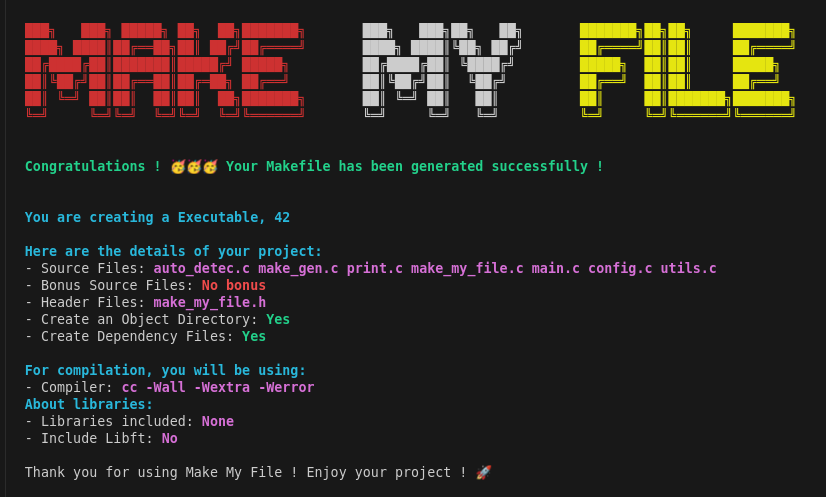 MAKE MY FILE
Congratulations ! 🥳🥳🥳 Your Makefile has been generated successfully !
You are creating a Executable, 42
Here are the details of your project:
- Source Files: auto_detec.c make_gen.c print.c make_my_file.c main.c config.c utils.c
- Bonus Source Files: No bonus
- Header Files: make_my_file.h
- Create an Object Directory: Yes
- Create Dependency Files: Yes
For compilation, you will be using:
- Compiler: cc -Wall -Wextra -Werror
About libraries:
- Libraries included: None
- Include Libft: No
Thank you for using Make My File ! Enjoy your project ! 🚀